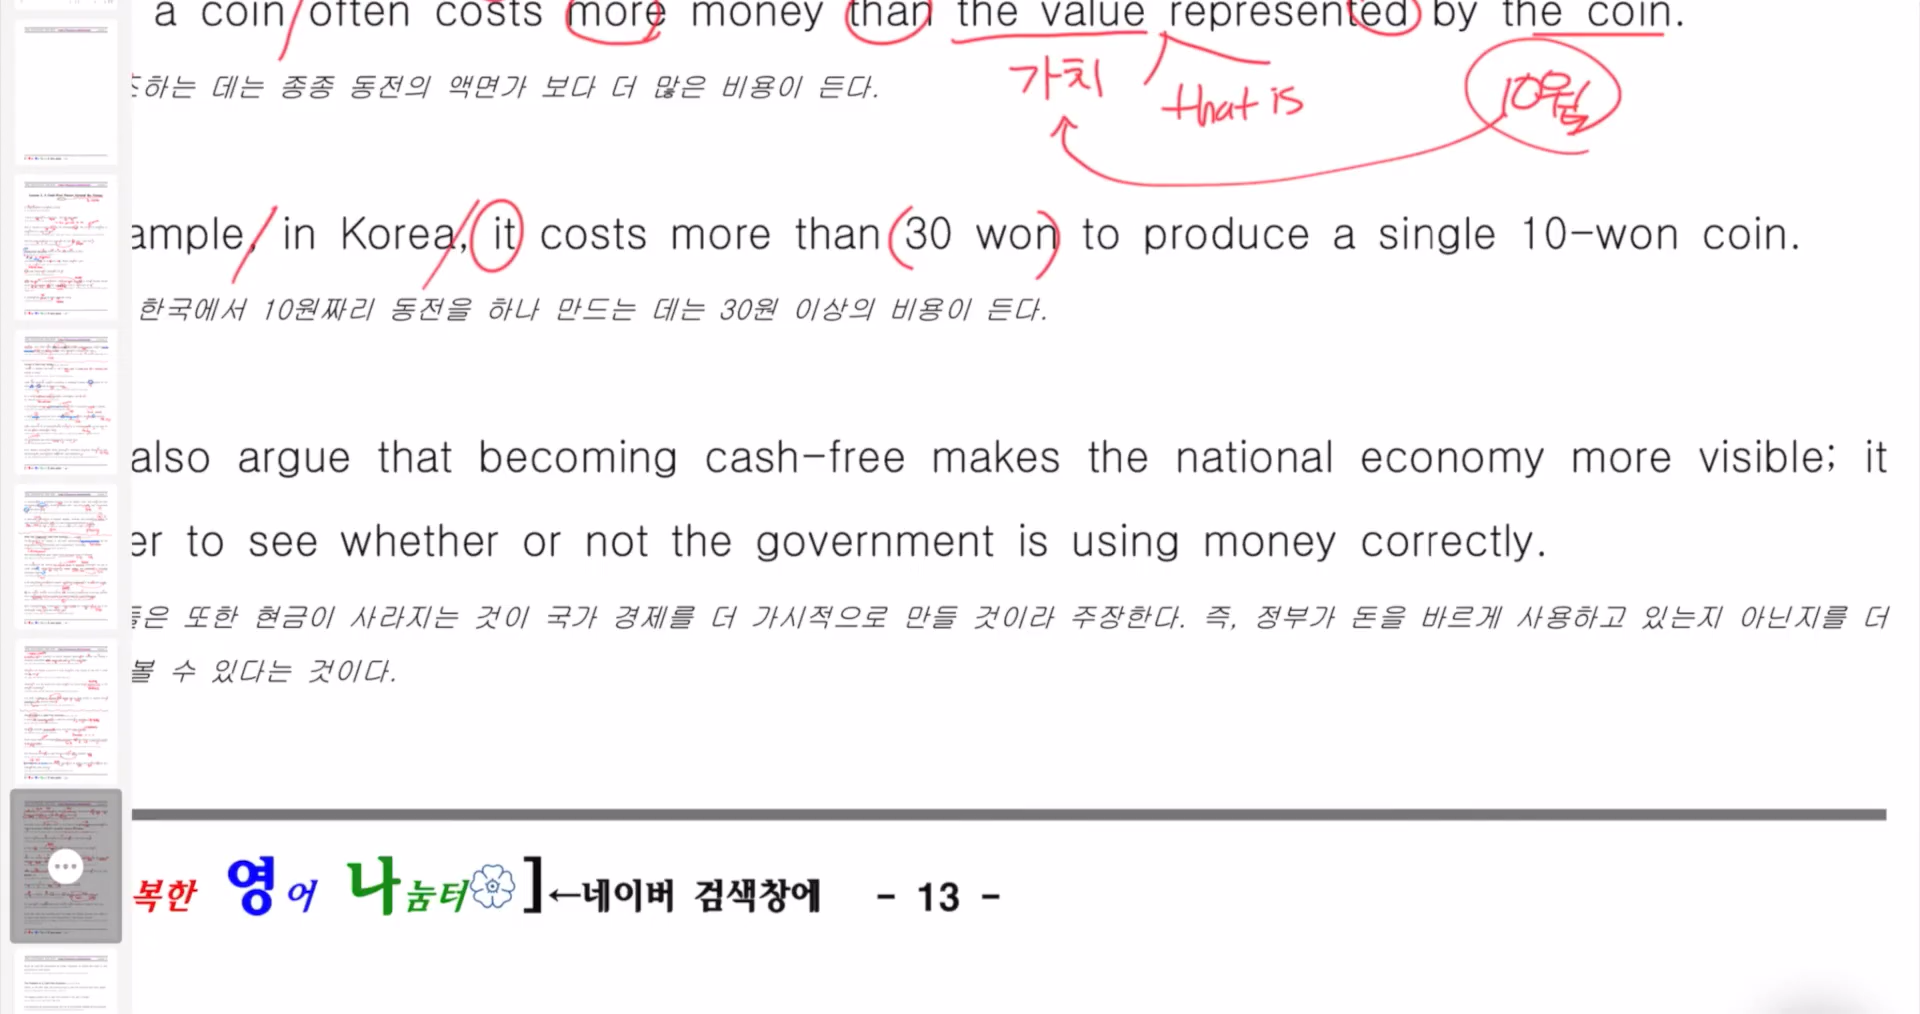 a coin often costs more money than the value represented by the coin.
하는 데는 종종 동전의 액면가 보다 더 많은 비용이 든다.
가치
that is
10원
in Korea, it costs more than (30 won) to produce a single 10-won coin.
한국에서 10원짜리 동전을 하나 만드는 데는 30원 이상의 비용이 든다.
also argue that becoming cash-free makes the national economy more visible; it
er to see whether or not the government is using money correctly.
은 또한 현금이 사라지는 것이 국가 경제를 더 가시적으로 만들 것이라 주장한다. 즉, 정부가 돈을 바르게 사용하고 있는지 아닌지를 더
볼 수 있다는 것이다.
복한 영어 나눔터]←네이버 검색창에 - 13 -